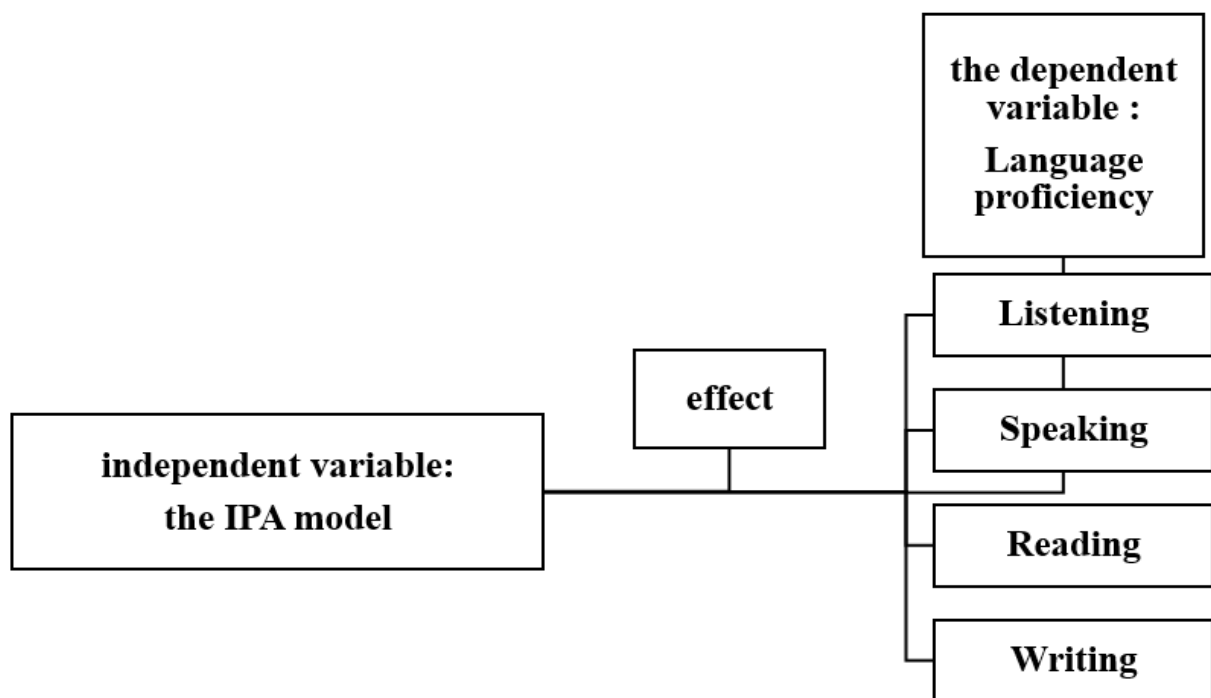 the dependent
variable :
Language
proficiency
Listening
effect
Speaking
independent variable:
the IPA model
Reading
Writing